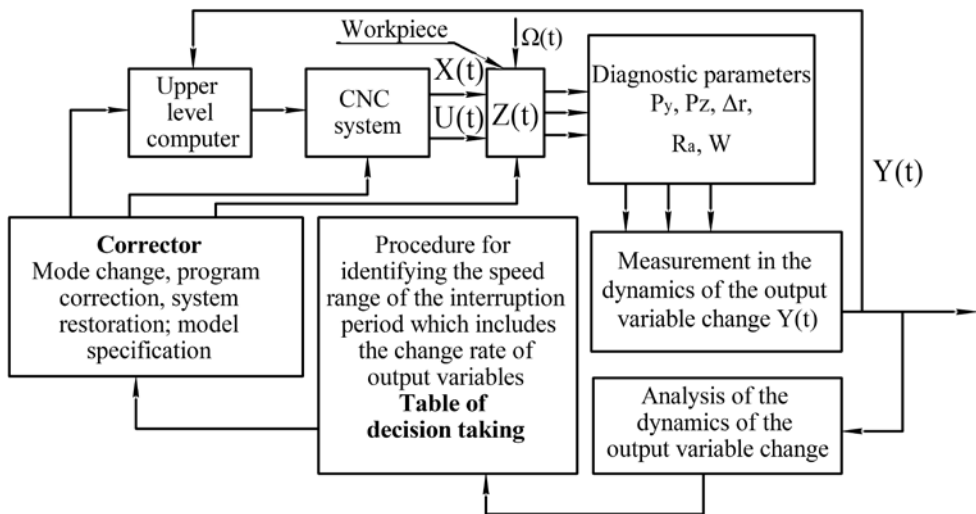 Workpiece
Ω(t)
Upper
level
computer
CNC
system
X(t)
U(t)
Z(t)
Diagnostic parameters
Py, Pz, Δr,
Ra, W
Y(t)
Corrector
Mode change, program
correction, system
restoration; model
specification
Procedure for
identifying the speed
range of the interruption
period which includes
the change rate of
output variables
Table of
decision taking
Measurement in the
dynamics of the output
variable change Y(t)
Analysis of the
dynamics of the
output variable change